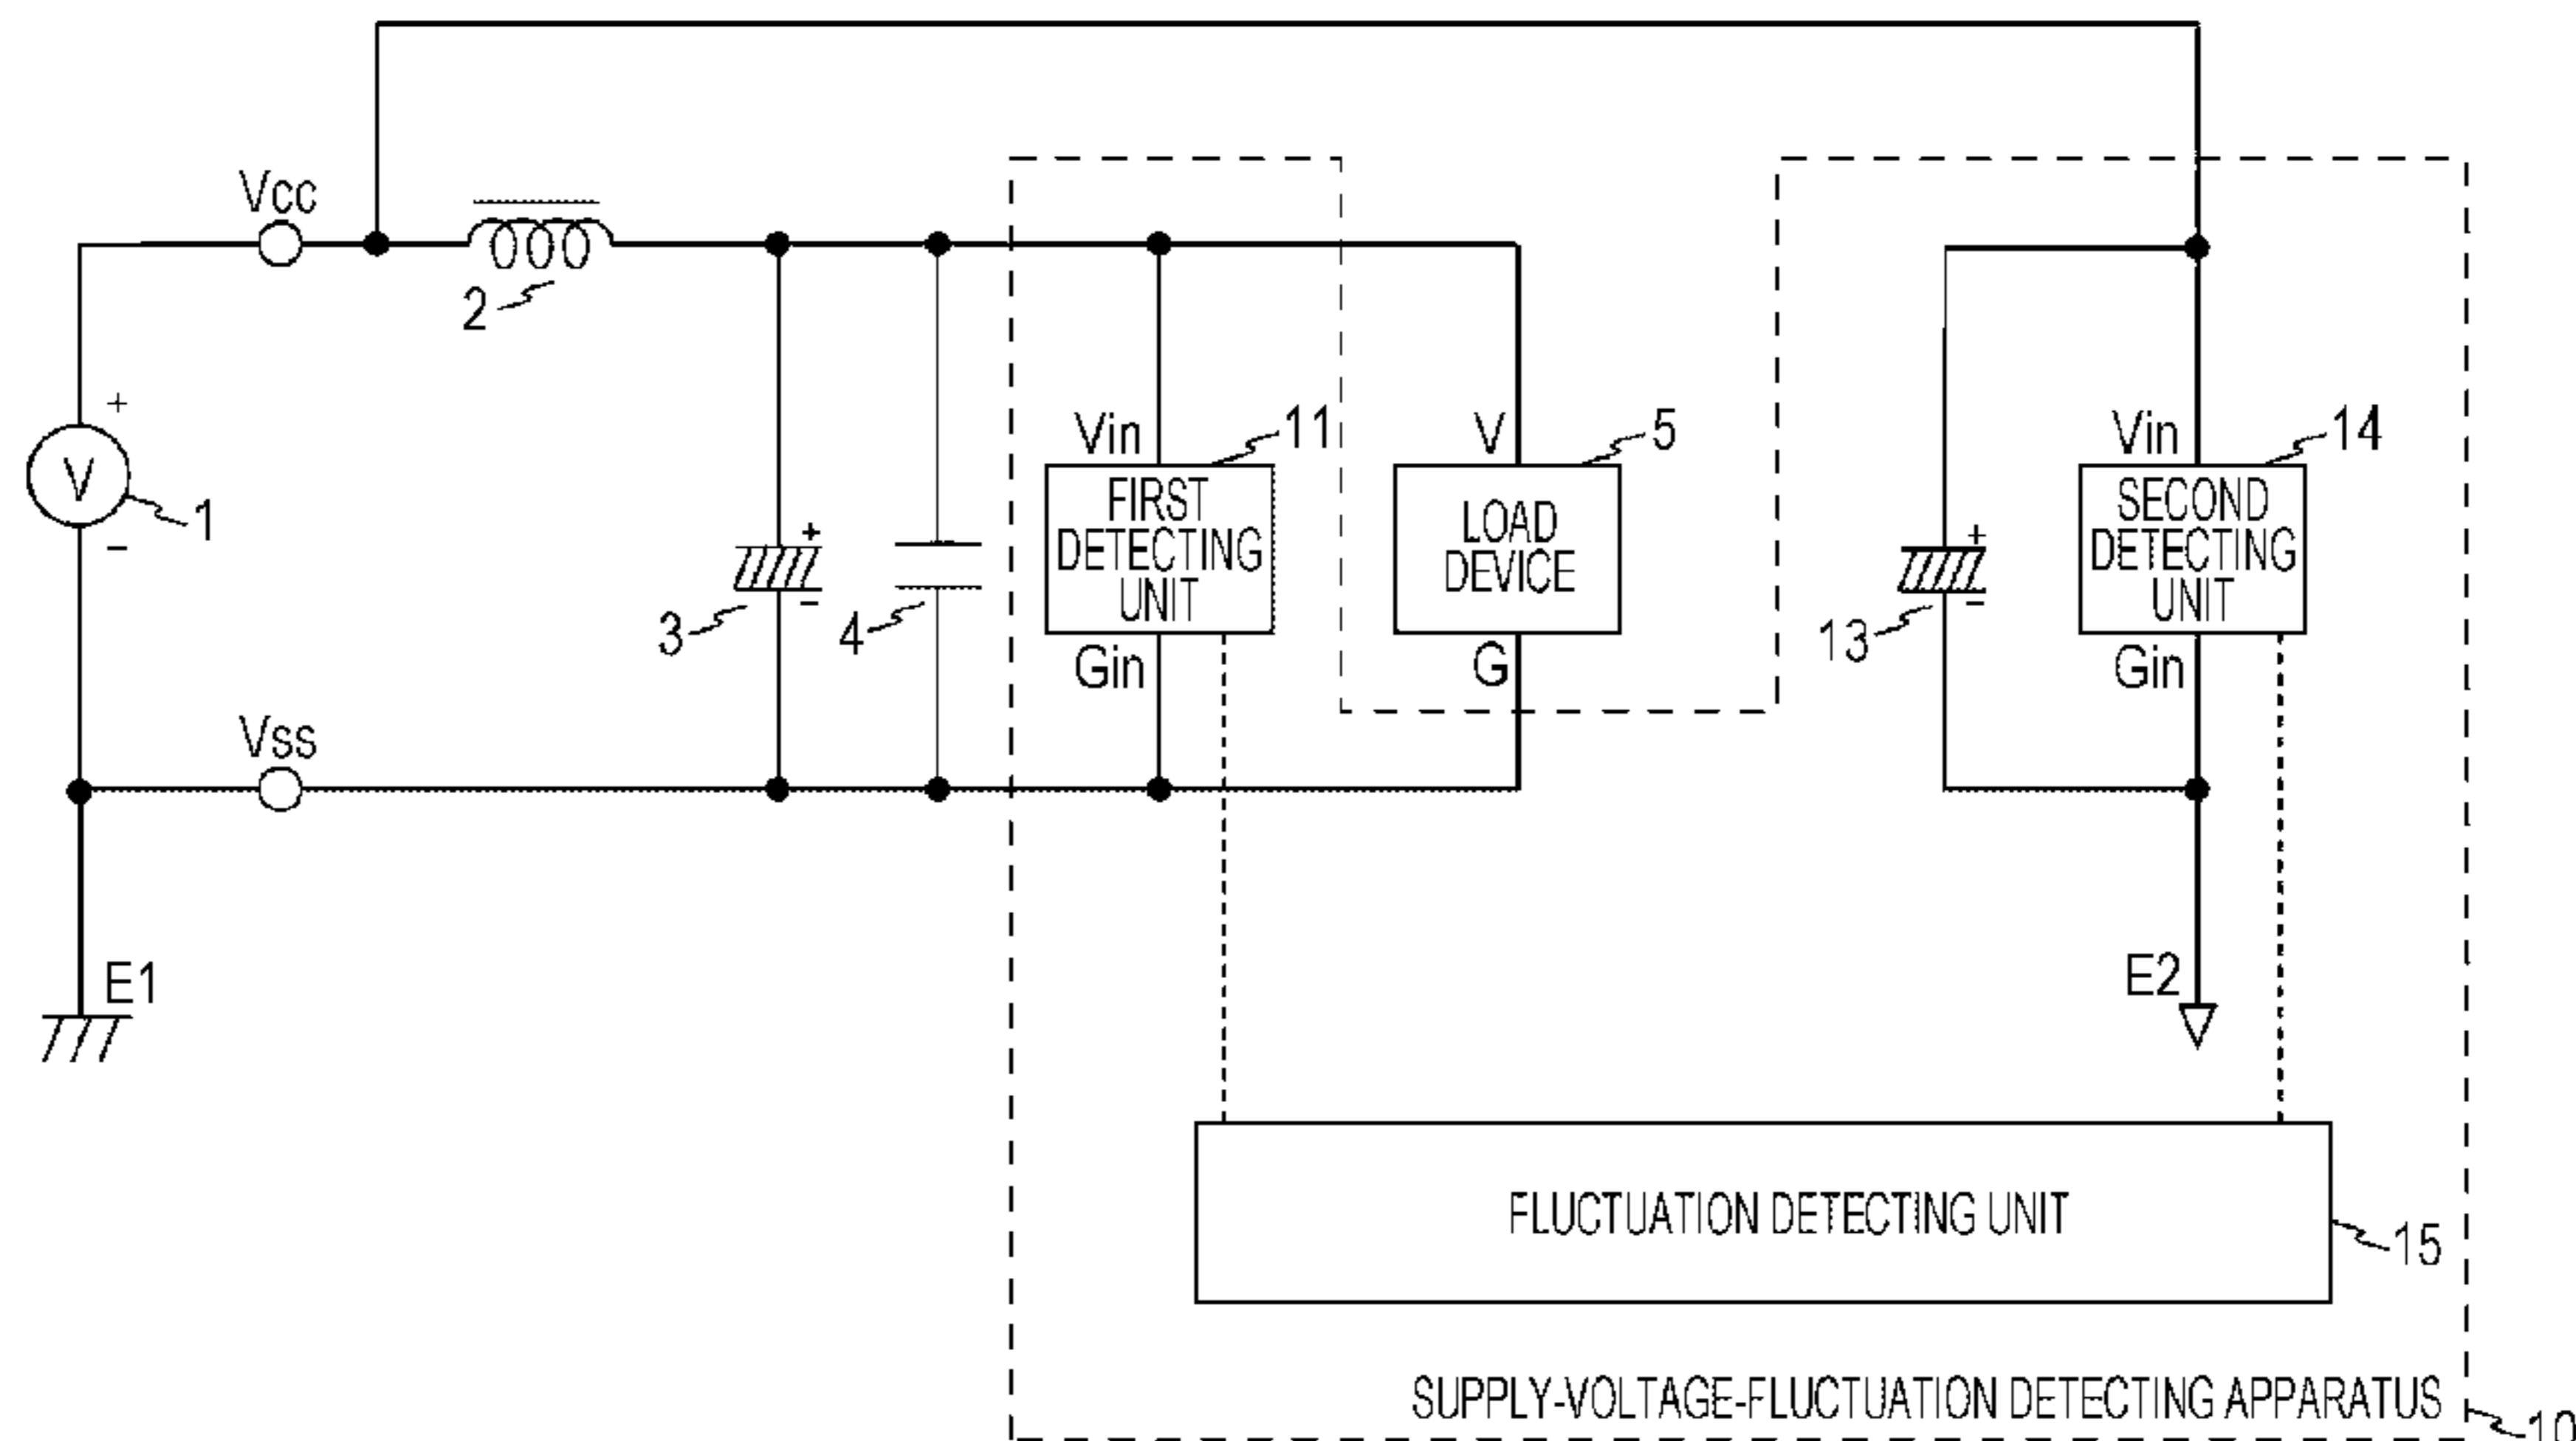 Vcc
2
+
V
1
−
Vin
11
FIRST
DETECTING
UNIT
Gin
V
5
LOAD
DEVICE
G
+
−
3
4
Vin
14
SECOND
DETECTING
UNIT
Gin
+
−
13
Vss
E1
E2
FLUCTUATION DETECTING UNIT
15
SUPPLY-VOLTAGE-FLUCTUATION DETECTING APPARATUS
10